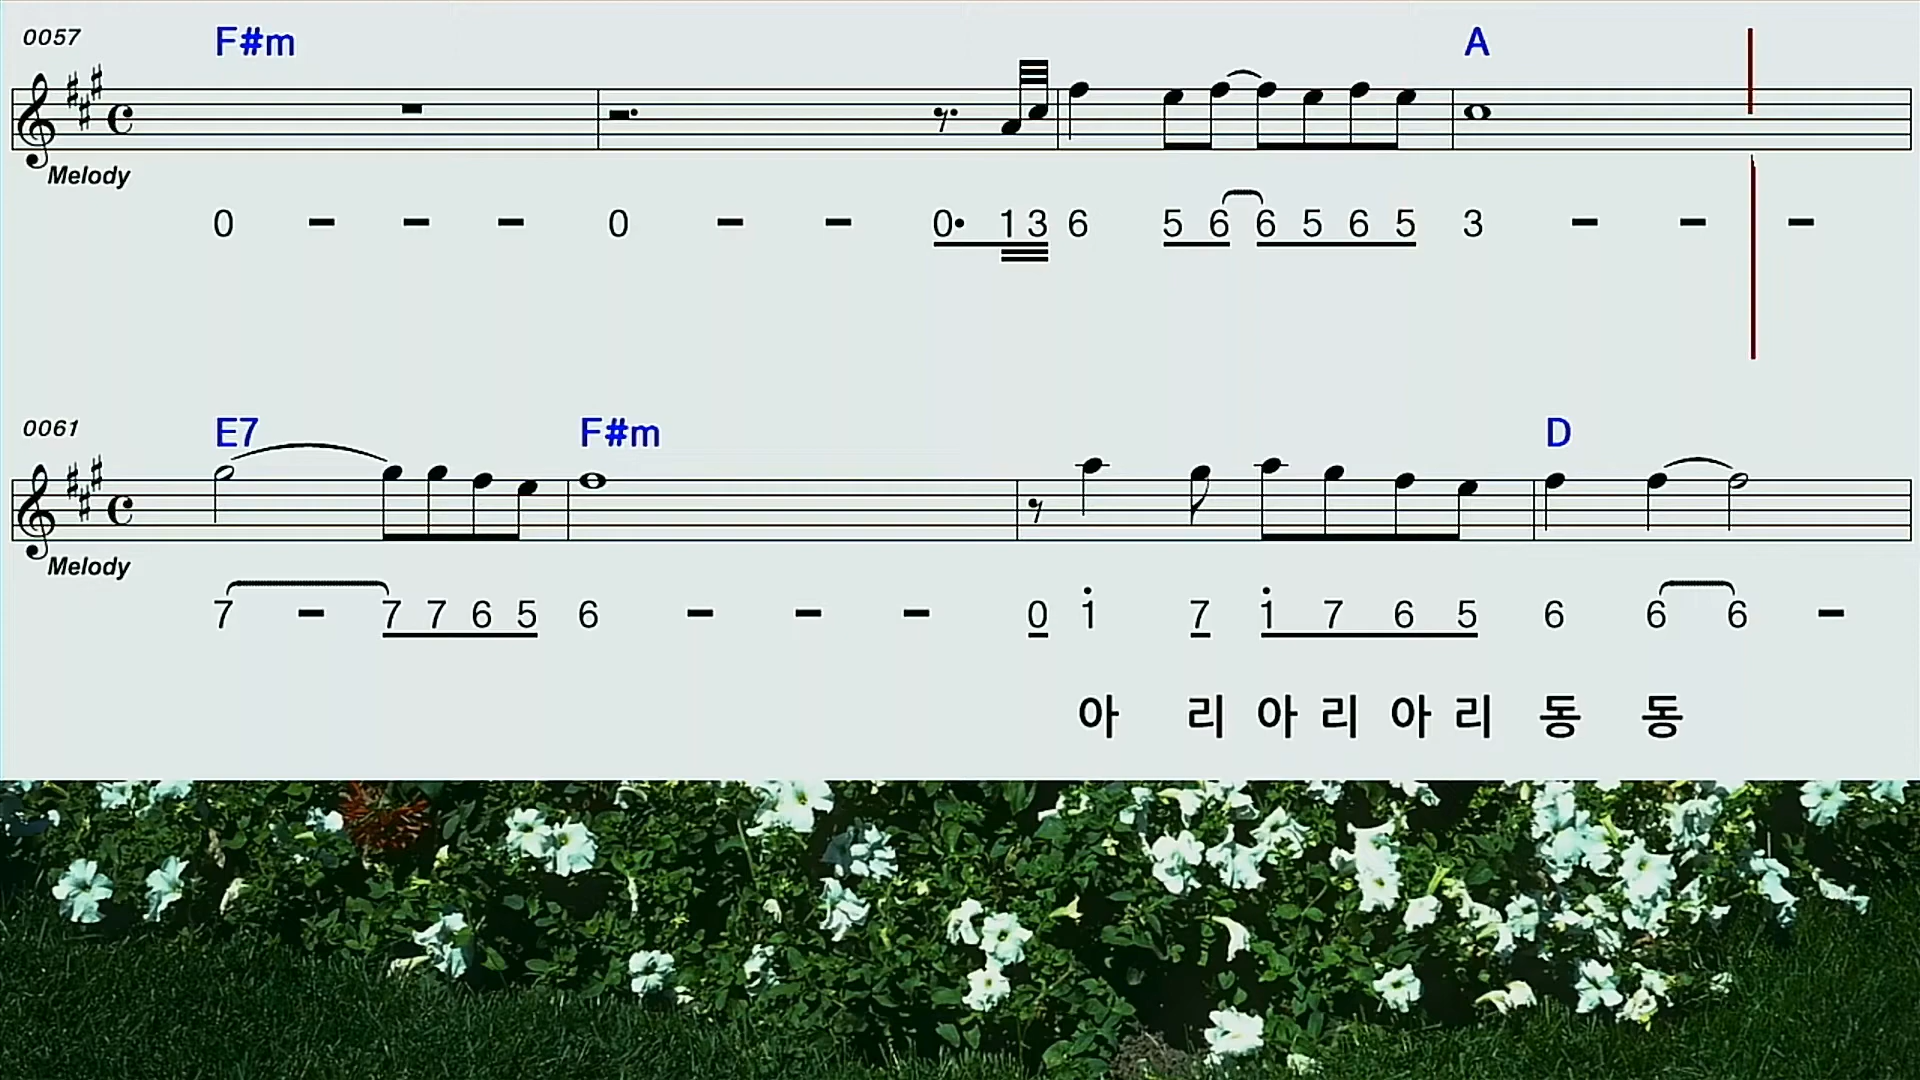 0057 F#m A
Melody
0 - - - 0 - - 0· 1 3 6 5 6 6 5 6 5 3 - - -
0061 E7 F#m D
Melody
7 - 7 7 6 5 6 - - - 0 1̇ 7 1̇ 7 6 5 6 6 6 -
아 리 아 리 아 리 동 동